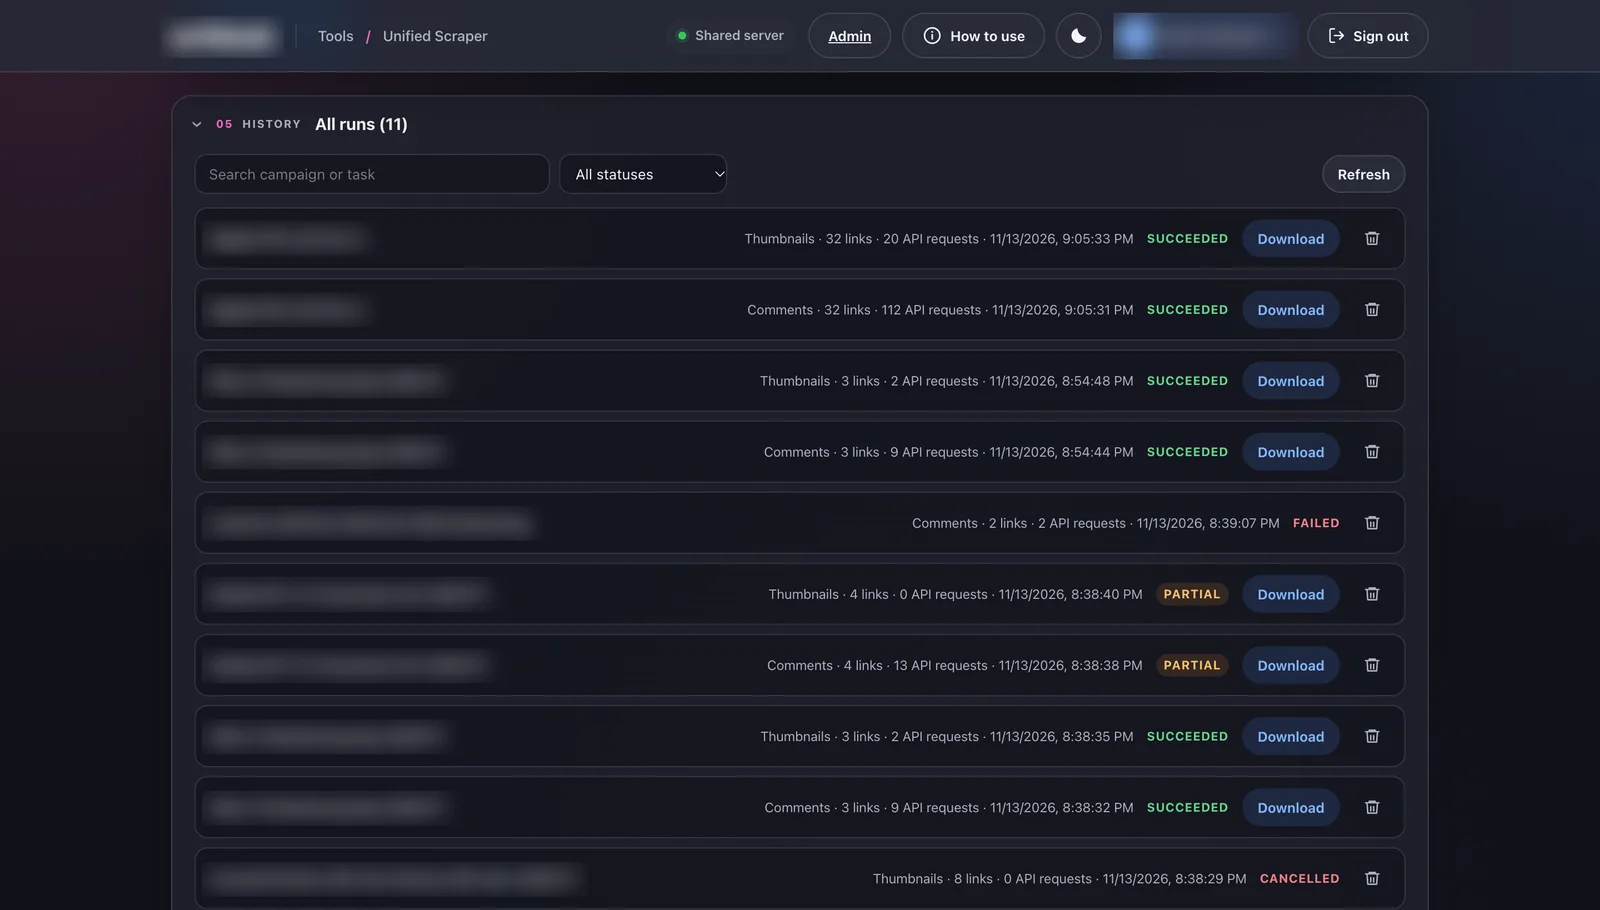 Tools / Unified Scraper
Shared server
Admin
How to use
Sign out
05 HISTORY All runs (11)
Search campaign or task
All statuses
Refresh
Thumbnails · 32 links · 20 API requests · 11/13/2026, 9:05:33 PM SUCCEEDED Download
Comments · 32 links · 112 API requests · 11/13/2026, 9:05:31 PM SUCCEEDED Download
Thumbnails · 3 links · 2 API requests · 11/13/2026, 8:54:48 PM SUCCEEDED Download
Comments · 3 links · 9 API requests · 11/13/2026, 8:54:44 PM SUCCEEDED Download
Comments · 2 links · 2 API requests · 11/13/2026, 8:39:07 PM FAILED
Thumbnails · 4 links · 0 API requests · 11/13/2026, 8:38:40 PM PARTIAL Download
Comments · 4 links · 13 API requests · 11/13/2026, 8:38:38 PM PARTIAL Download
Thumbnails · 3 links · 2 API requests · 11/13/2026, 8:38:35 PM SUCCEEDED Download
Comments · 3 links · 9 API requests · 11/13/2026, 8:38:32 PM SUCCEEDED Download
Thumbnails · 8 links · 0 API requests · 11/13/2026, 8:38:29 PM CANCELLED